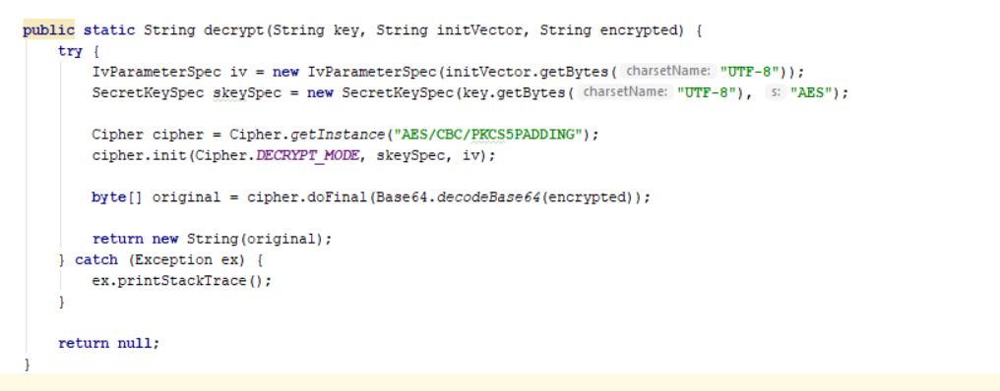 public static String decrypt(String key, String initVector, String encrypted) {
try {
IvParameterSpec iv = new IvParameterSpec(initVector.getBytes( charsetName: "UTF-8"));
SecretKeySpec skeySpec = new SecretKeySpec(key.getBytes( charsetName: "UTF-8"), s: "AES");
Cipher cipher = Cipher.getInstance("AES/CBC/PKCS5PADDING");
cipher.init(Cipher.DECRYPT_MODE, skeySpec, iv);
byte[] original = cipher.doFinal(Base64.decodeBase64(encrypted));
return new String(original);
} catch (Exception ex) {
ex.printStackTrace();
}
return null;
}